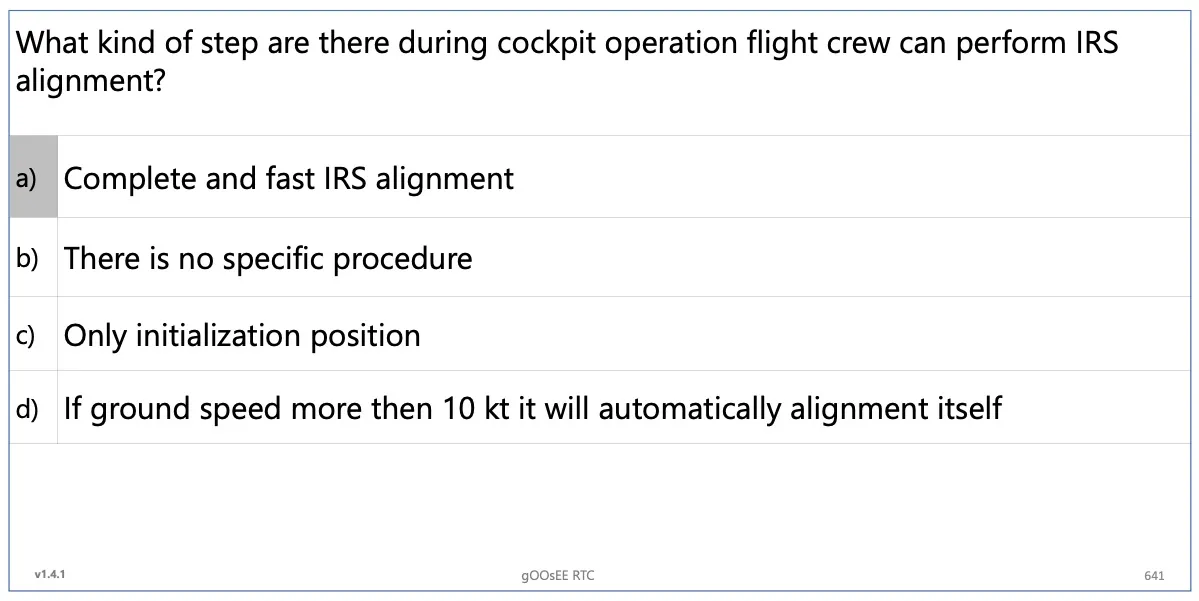 What kind of step are there during cockpit operation flight crew can perform IRS
alignment?
a) Complete and fast IRS alignment
b) There is no specific procedure
c) Only initialization position
d) If ground speed more then 10 kt it will automatically alignment itself
v1.4.1 gOOsEE RTC 641